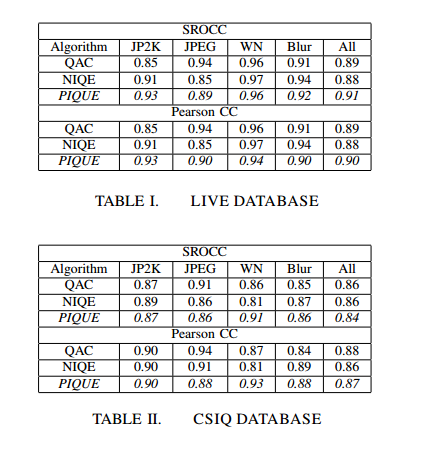 SROCC
Algorithm JP2K JPEG WN Blur All
QAC 0.85 0.94 0.96 0.91 0.89
NIQE 0.91 0.85 0.97 0.94 0.88
PIQUE 0.93 0.89 0.96 0.92 0.91
Pearson CC
QAC 0.85 0.94 0.96 0.91 0.89
NIQE 0.91 0.85 0.97 0.94 0.88
PIQUE 0.93 0.90 0.94 0.90 0.90
TABLE I. LIVE DATABASE
SROCC
Algorithm JP2K JPEG WN Blur All
QAC 0.87 0.91 0.86 0.85 0.86
NIQE 0.89 0.86 0.81 0.87 0.86
PIQUE 0.87 0.86 0.91 0.86 0.84
Pearson CC
QAC 0.90 0.94 0.87 0.84 0.88
NIQE 0.90 0.91 0.81 0.89 0.86
PIQUE 0.90 0.88 0.93 0.88 0.87
TABLE II. CSIQ DATABASE